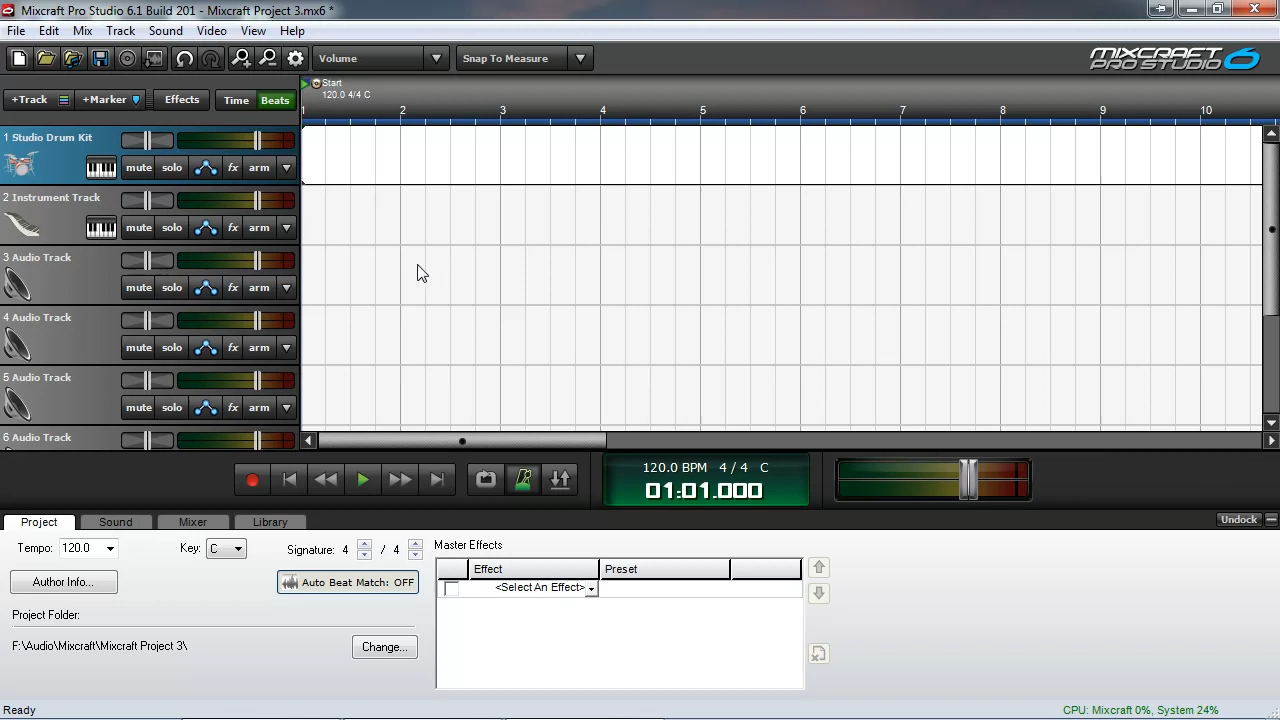 Mixcraft Pro Studio 6.1 Build 201 - Mixcraft Project 3.mx6 *
File Edit Mix Track Sound Video View Help
Volume Snap To Measure MIXCRAFT PRO STUDIO 6
Start
120.0 4/4 C
+Track +Marker Effects Time Beats
1 2 3 4 5 6 7 8 9 10
1 Studio Drum Kit
mute solo fx arm
2 Instrument Track
mute solo fx arm
3 Audio Track
mute solo fx arm
4 Audio Track
mute solo fx arm
5 Audio Track
mute solo fx arm
6 Audio Track
120.0 BPM 4 / 4 C
01:01.000
Project Sound Mixer Library Undock
Tempo: 120.0 Key: C Signature: 4 / 4 Master Effects
Effect Preset
Author Info... Auto Beat Match: OFF <Select An Effect>
Project Folder:
F:\Audio\Mixcraft\Mixcraft Project 3\ Change...
Ready CPU: Mixcraft 0%, System 24%